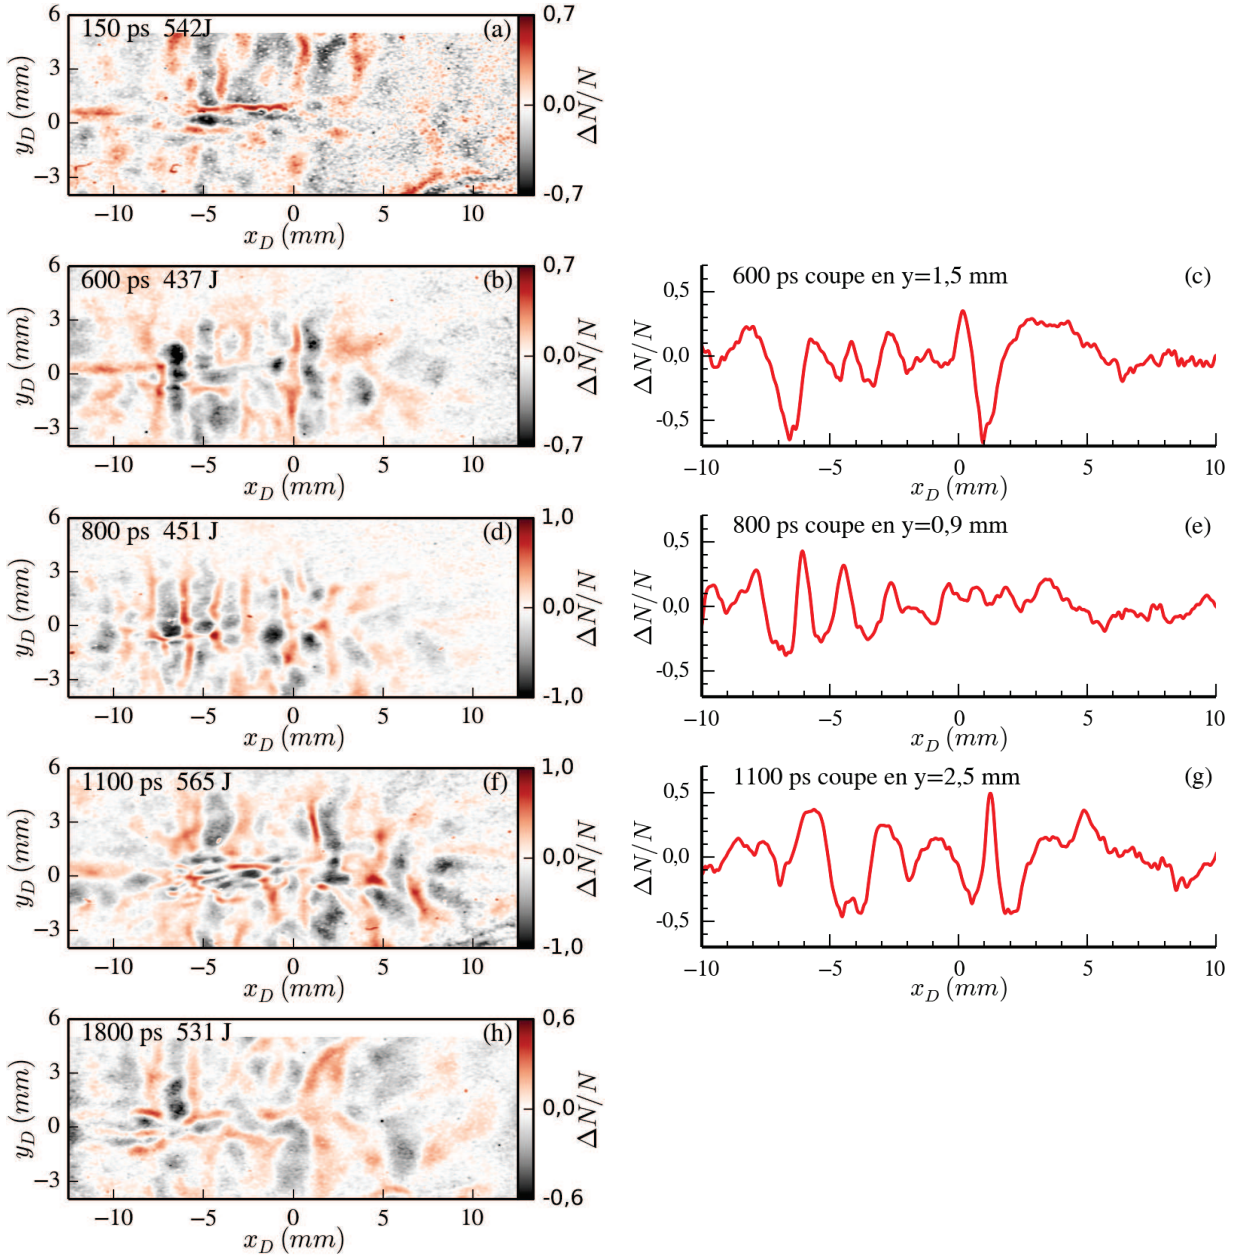 6
150 ps 542J
(a)
0,7
3
0
−3
0,0
-0,7
y_D (mm)
ΔN/N
−10 −5 0 5 10
x_D (mm)
6
600 ps 437 J
(b)
0,7
3
0
−3
0,0
-0,7
y_D (mm)
ΔN/N
−10 −5 0 5 10
x_D (mm)
600 ps coupe en y=1,5 mm
(c)
0,5
0,0
-0,5
ΔN/N
−10 −5 0 5 10
x_D (mm)
6
800 ps 451 J
(d)
1,0
3
0
−3
0,0
-1,0
y_D (mm)
ΔN/N
−10 −5 0 5 10
x_D (mm)
800 ps coupe en y=0,9 mm
(e)
0,5
0,0
-0,5
ΔN/N
−10 −5 0 5 10
x_D (mm)
6
1100 ps 565 J
(f)
1,0
3
0
−3
0,0
-1,0
y_D (mm)
ΔN/N
−10 −5 0 5 10
x_D (mm)
1100 ps coupe en y=2,5 mm
(g)
0,5
0,0
-0,5
ΔN/N
−10 −5 0 5 10
x_D (mm)
6
1800 ps 531 J
(h)
0,6
3
0
−3
0,0
-0,6
y_D (mm)
ΔN/N
−10 −5 0 5 10
x_D (mm)